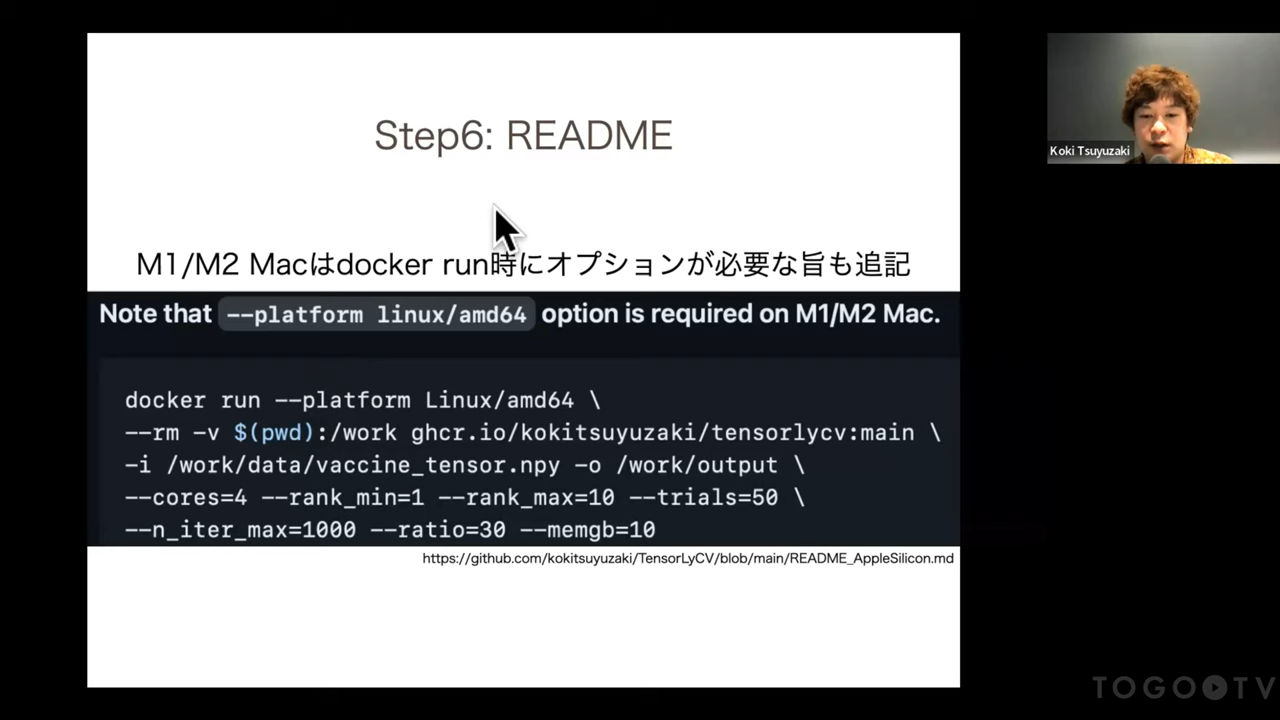 Step6: README
M1/M2 Macはdocker run時にオプションが必要な旨も追記
Note that --platform linux/amd64 option is required on M1/M2 Mac.
docker run --platform Linux/amd64 \
--rm -v $(pwd):/work ghcr.io/kokitsuyuzaki/tensorlycv:main \
-i /work/data/vaccine_tensor.npy -o /work/output \
--cores=4 --rank_min=1 --rank_max=10 --trials=50 \
--n_iter_max=1000 --ratio=30 --memgb=10
https://github.com/kokitsuyuzaki/TensorLyCV/blob/main/README_AppleSilicon.md
Koki Tsuyuzaki
TOGO TV